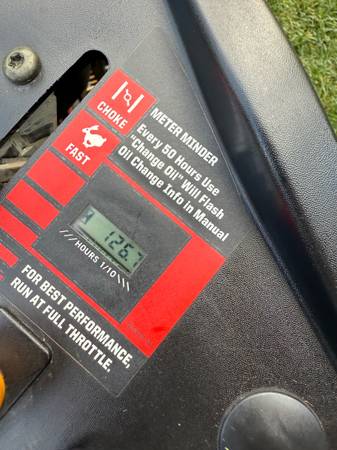 CHOKE
FAST
METER MINDER
Every 50 Hours Use
"Change Oil" Will Flash
Oil Change Info in Manual
126.7
HOURS 1/10
FOR BEST PERFORMANCE,
RUN AT FULL THROTTLE.